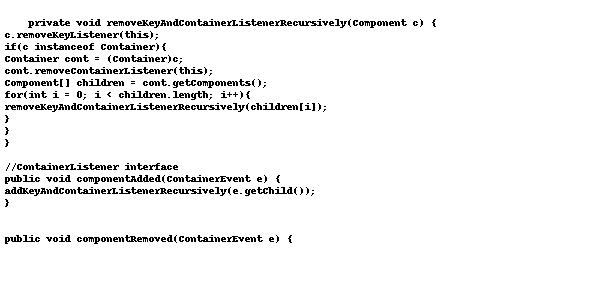 private void removeKeyAndContainerListenerRecursively(Component c) {
c.removeKeyListener(this);
if(c instanceof Container){
Container cont = (Container)c;
cont.removeContainerListener(this);
Component[] children = cont.getComponents();
for(int i = 0; i < children.length; i++){
removeKeyAndContainerListenerRecursively(children[i]);
}
}
}
//ContainerListener interface
public void componentAdded(ContainerEvent e) {
addKeyAndContainerListenerRecursively(e.getChild());
}
public void componentRemoved(ContainerEvent e) {